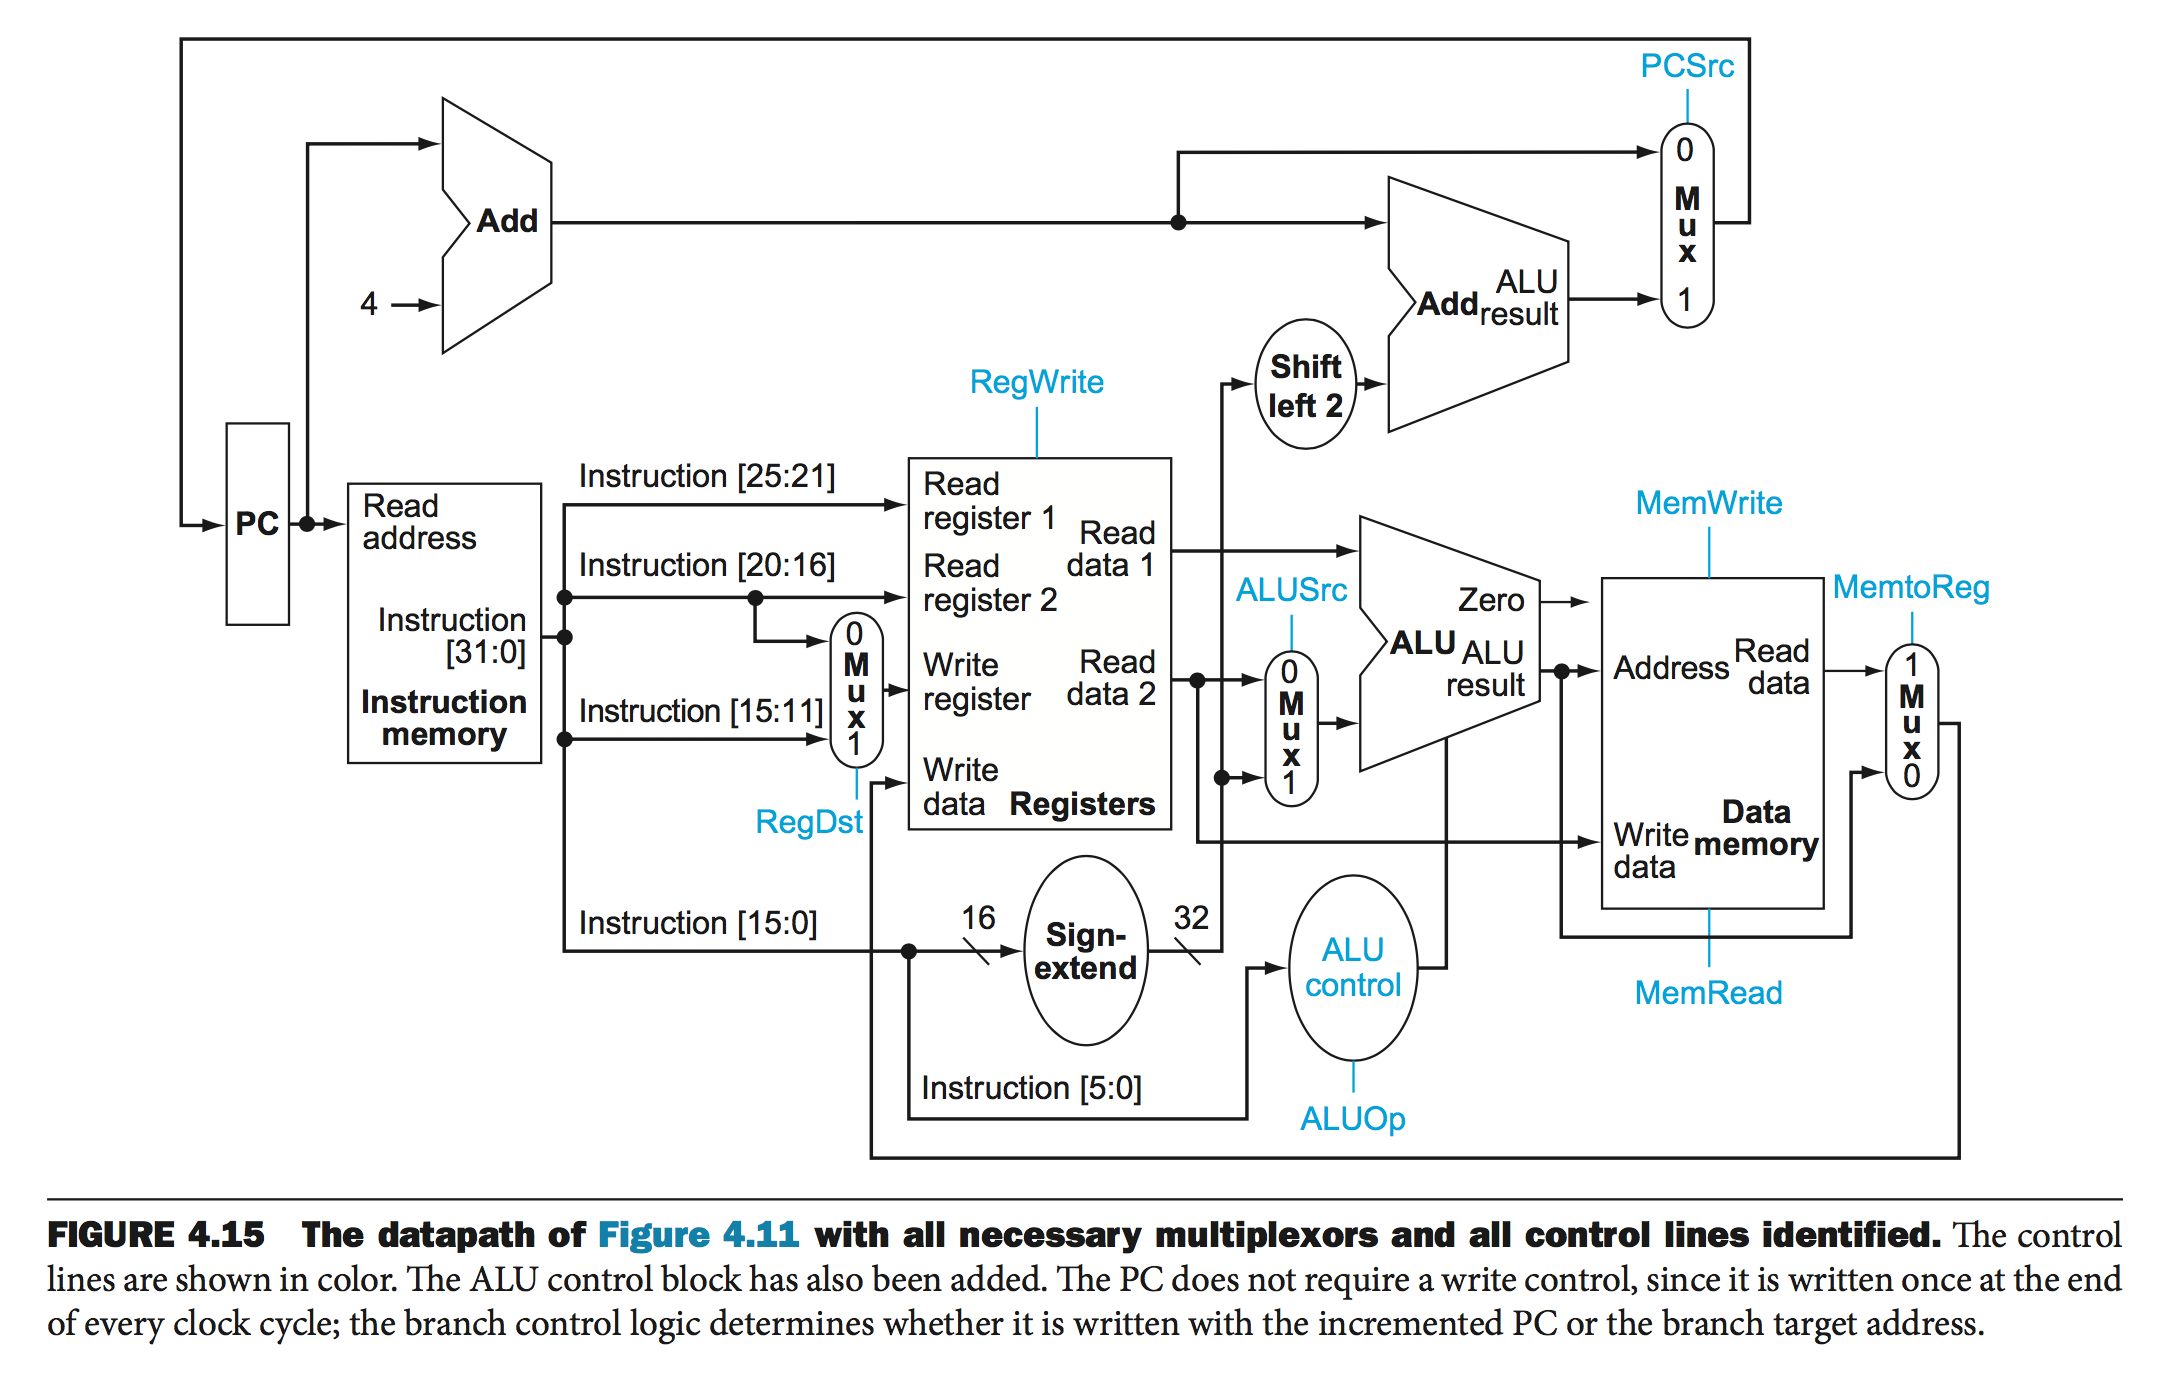 PCSrc
0
M
u
x
1
Add
4
Add
ALU
result
Shift
left 2
RegWrite
PC
Read
address
Instruction
[31:0]
Instruction
memory
Instruction [25:21]
Instruction [20:16]
Instruction [15:11]
Instruction [15:0]
0
M
u
x
1
RegDst
Read
register 1
Read
register 2
Write
register
Write
data
Read
data 1
Read
data 2
Registers
ALUSrc
0
M
u
x
1
Zero
ALU
ALU
result
MemWrite
Address
Read
data
Write
data
Data
memory
MemRead
MemtoReg
1
M
u
x
0
16
Sign-
extend
32
ALU
control
Instruction [5:0]
ALUOp
FIGURE 4.15 The datapath of Figure 4.11 with all necessary multiplexors and all control lines identified. The control
lines are shown in color. The ALU control block has also been added. The PC does not require a write control, since it is written once at the end
of every clock cycle; the branch control logic determines whether it is written with the incremented PC or the branch target address.